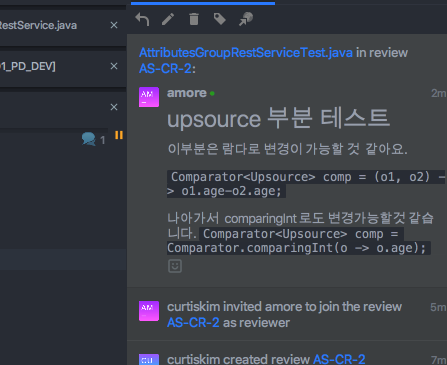 RestService.java
01_PD_DEV]
1
AttributesGroupRestServiceTest.java in review
AS-CR-2:
AM
amore
2m
upsource 부분 테스트
이부분은 람다로 변경이 가능할 것 같아요.
Comparator<Upsource> comp = (o1, o2) -
> o1.age-o2.age;
나아가서 comparingInt 로도 변경가능할것 같습
니다. Comparator<Upsource> comp =
Comparator.comparingInt(o -> o.age);
AM
curtiskim invited amore to join the review
5m
AS-CR-2 as reviewer
CU
curtiskim created review AS-CR-2
7m